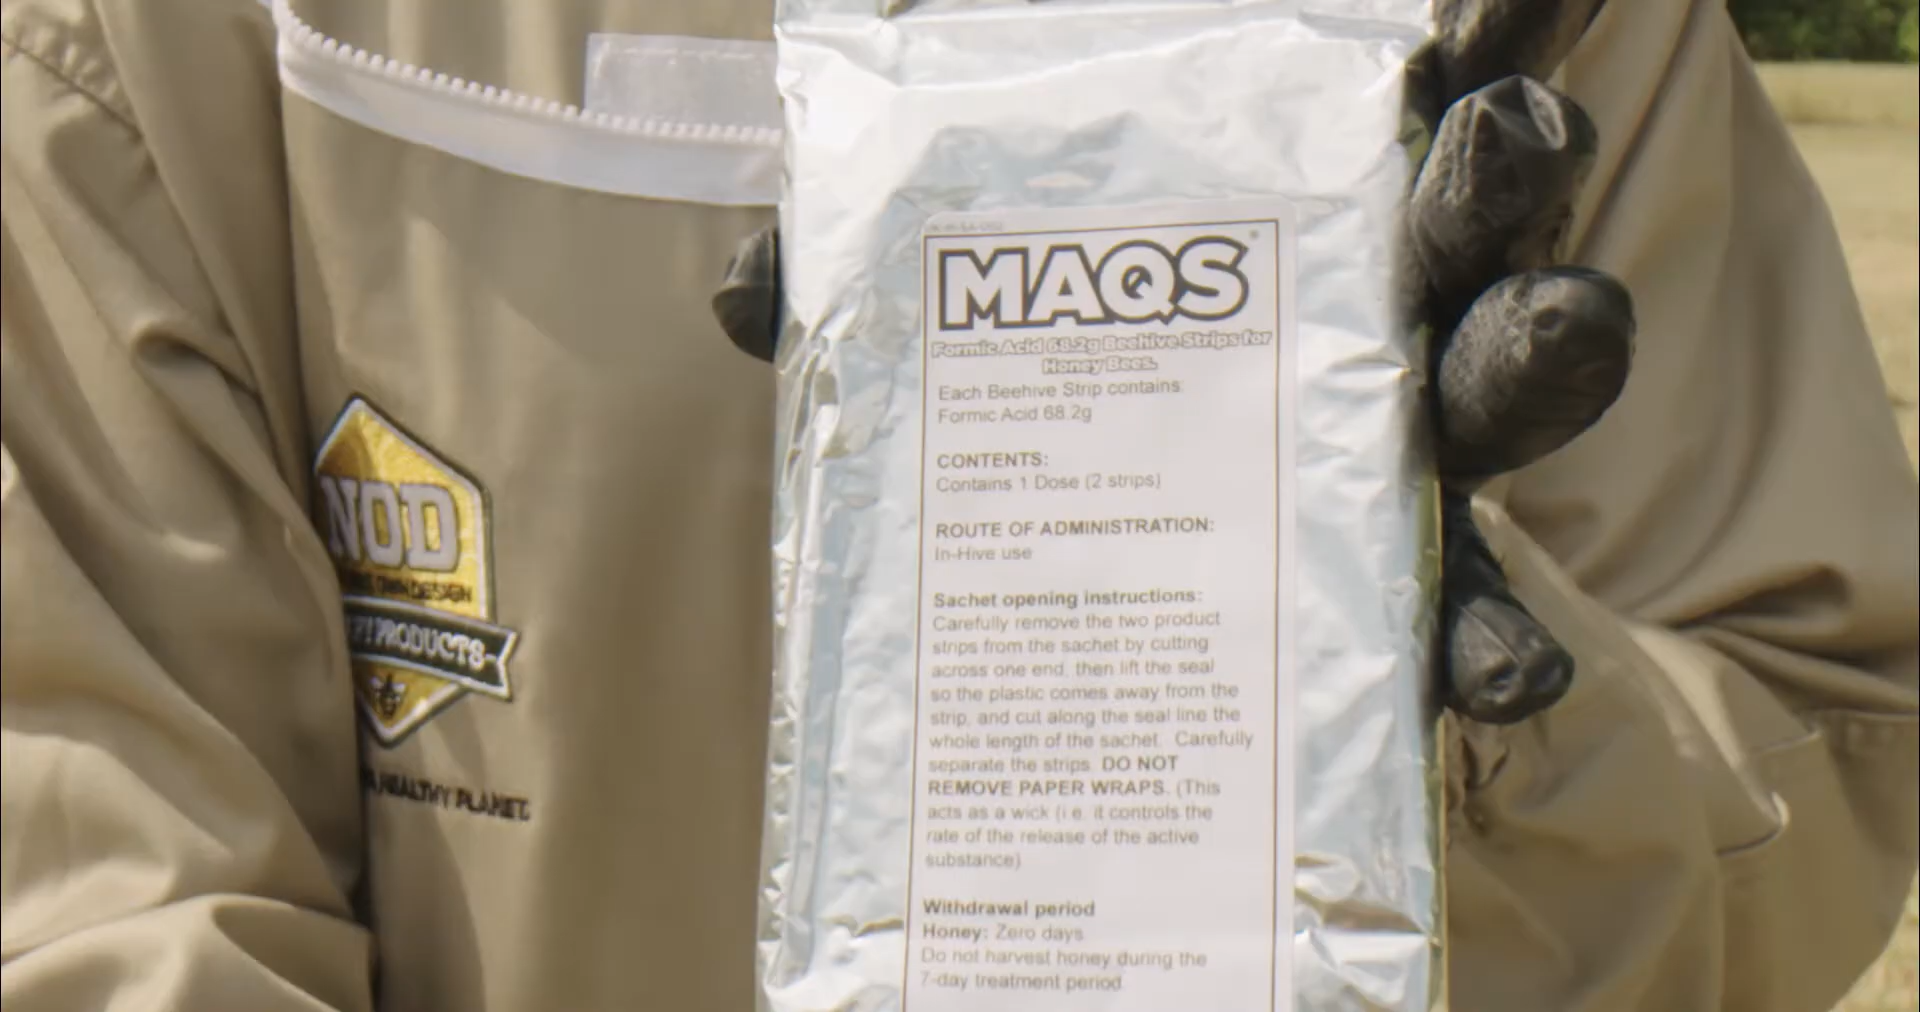 NOD
DESIGN
PRODUCTS
HEALTHY PLANET.
MAQS®
Formic Acid 68.2g Beehive Strips for
Honey Bees.
Each Beehive Strip contains:
Formic Acid 68.2g
CONTENTS:
Contains 1 Dose (2 strips)
ROUTE OF ADMINISTRATION:
In-Hive use
Sachet opening instructions:
Carefully remove the two product
strips from the sachet by cutting
across one end, then lift the seal
so the plastic comes away from the
strip, and cut along the seal line the
whole length of the sachet. Carefully
separate the strips. DO NOT
REMOVE PAPER WRAPS. (This
acts as a wick (i.e. it controls the
rate of the release of the active
substance)
Withdrawal period
Honey: Zero days
Do not harvest honey during the
7-day treatment period